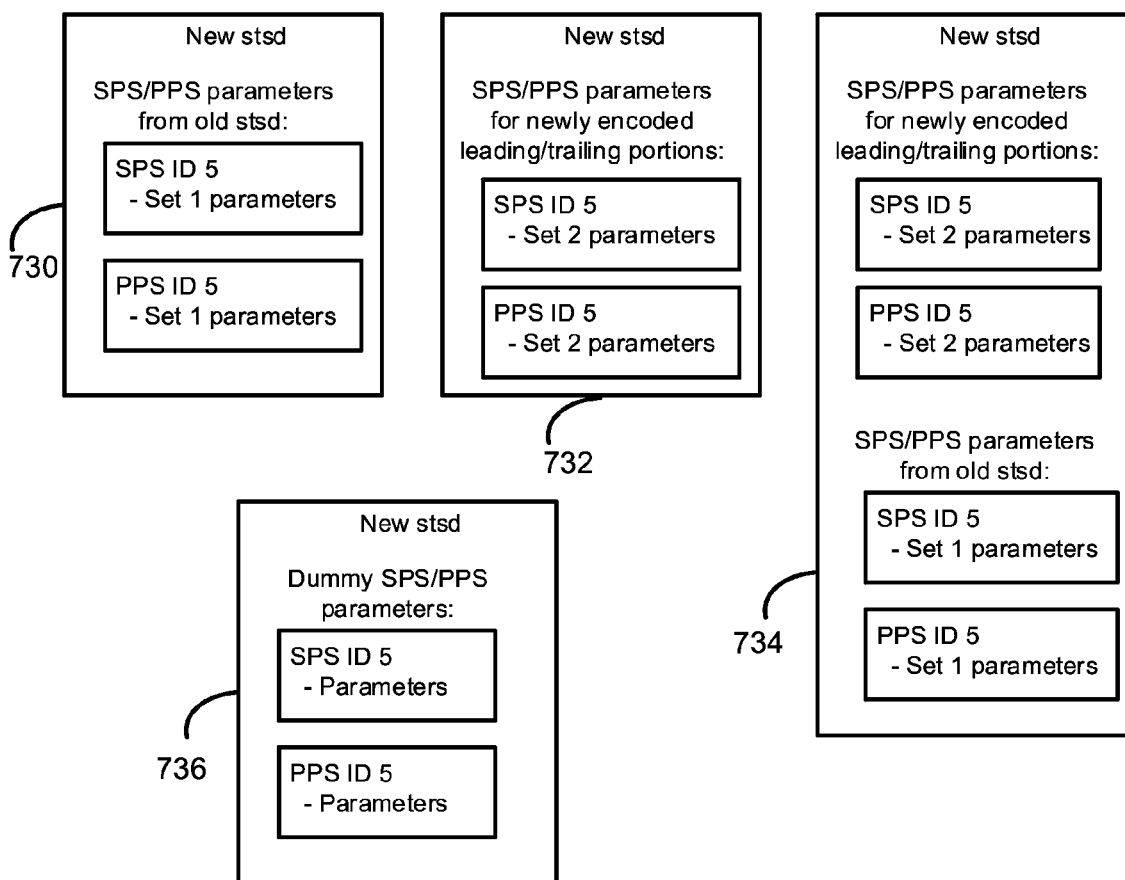 New stsd
SPS/PPS parameters
from old stsd:
SPS ID 5
- Set 1 parameters
PPS ID 5
- Set 1 parameters
730
New stsd
SPS/PPS parameters
for newly encoded
leading/trailing portions:
SPS ID 5
- Set 2 parameters
PPS ID 5
- Set 2 parameters
732
New stsd
SPS/PPS parameters
for newly encoded
leading/trailing portions:
SPS ID 5
- Set 2 parameters
PPS ID 5
- Set 2 parameters
SPS/PPS parameters
from old stsd:
SPS ID 5
- Set 1 parameters
PPS ID 5
- Set 1 parameters
734
New stsd
Dummy SPS/PPS
parameters:
SPS ID 5
- Parameters
PPS ID 5
- Parameters
736